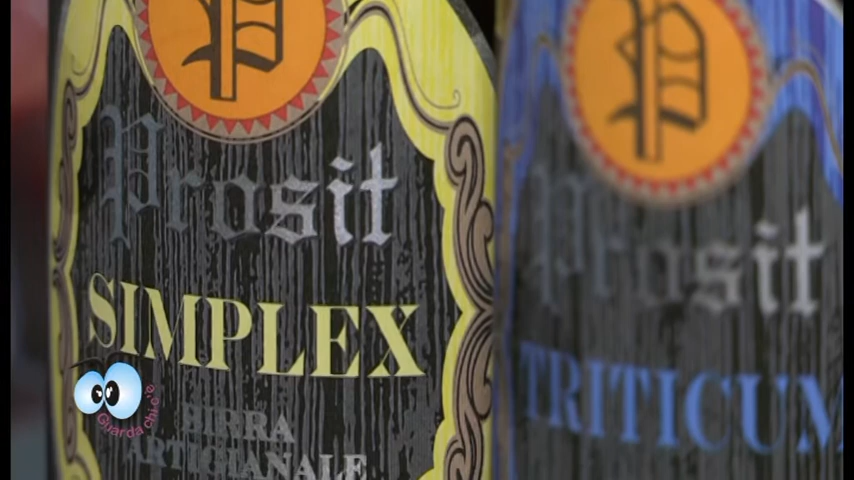 P
Prosit
SIMPLEX
BIRRA
ARTIGIANALE
P
Prosit
TRITICUM
Guarda chi c'è